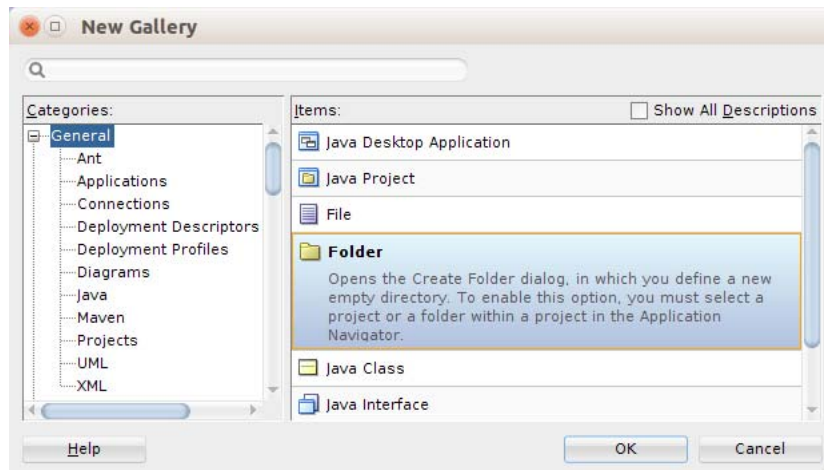 New Gallery
Categories:
General
Ant
Applications
Connections
Deployment Descriptors
Deployment Profiles
Diagrams
Java
Maven
Projects
UML
XML
Items:
Show All Descriptions
Java Desktop Application
Java Project
File
Folder
Opens the Create Folder dialog, in which you define a new
empty directory. To enable this option, you must select a
project or a folder within a project in the Application
Navigator.
Java Class
Java Interface
Help
OK
Cancel